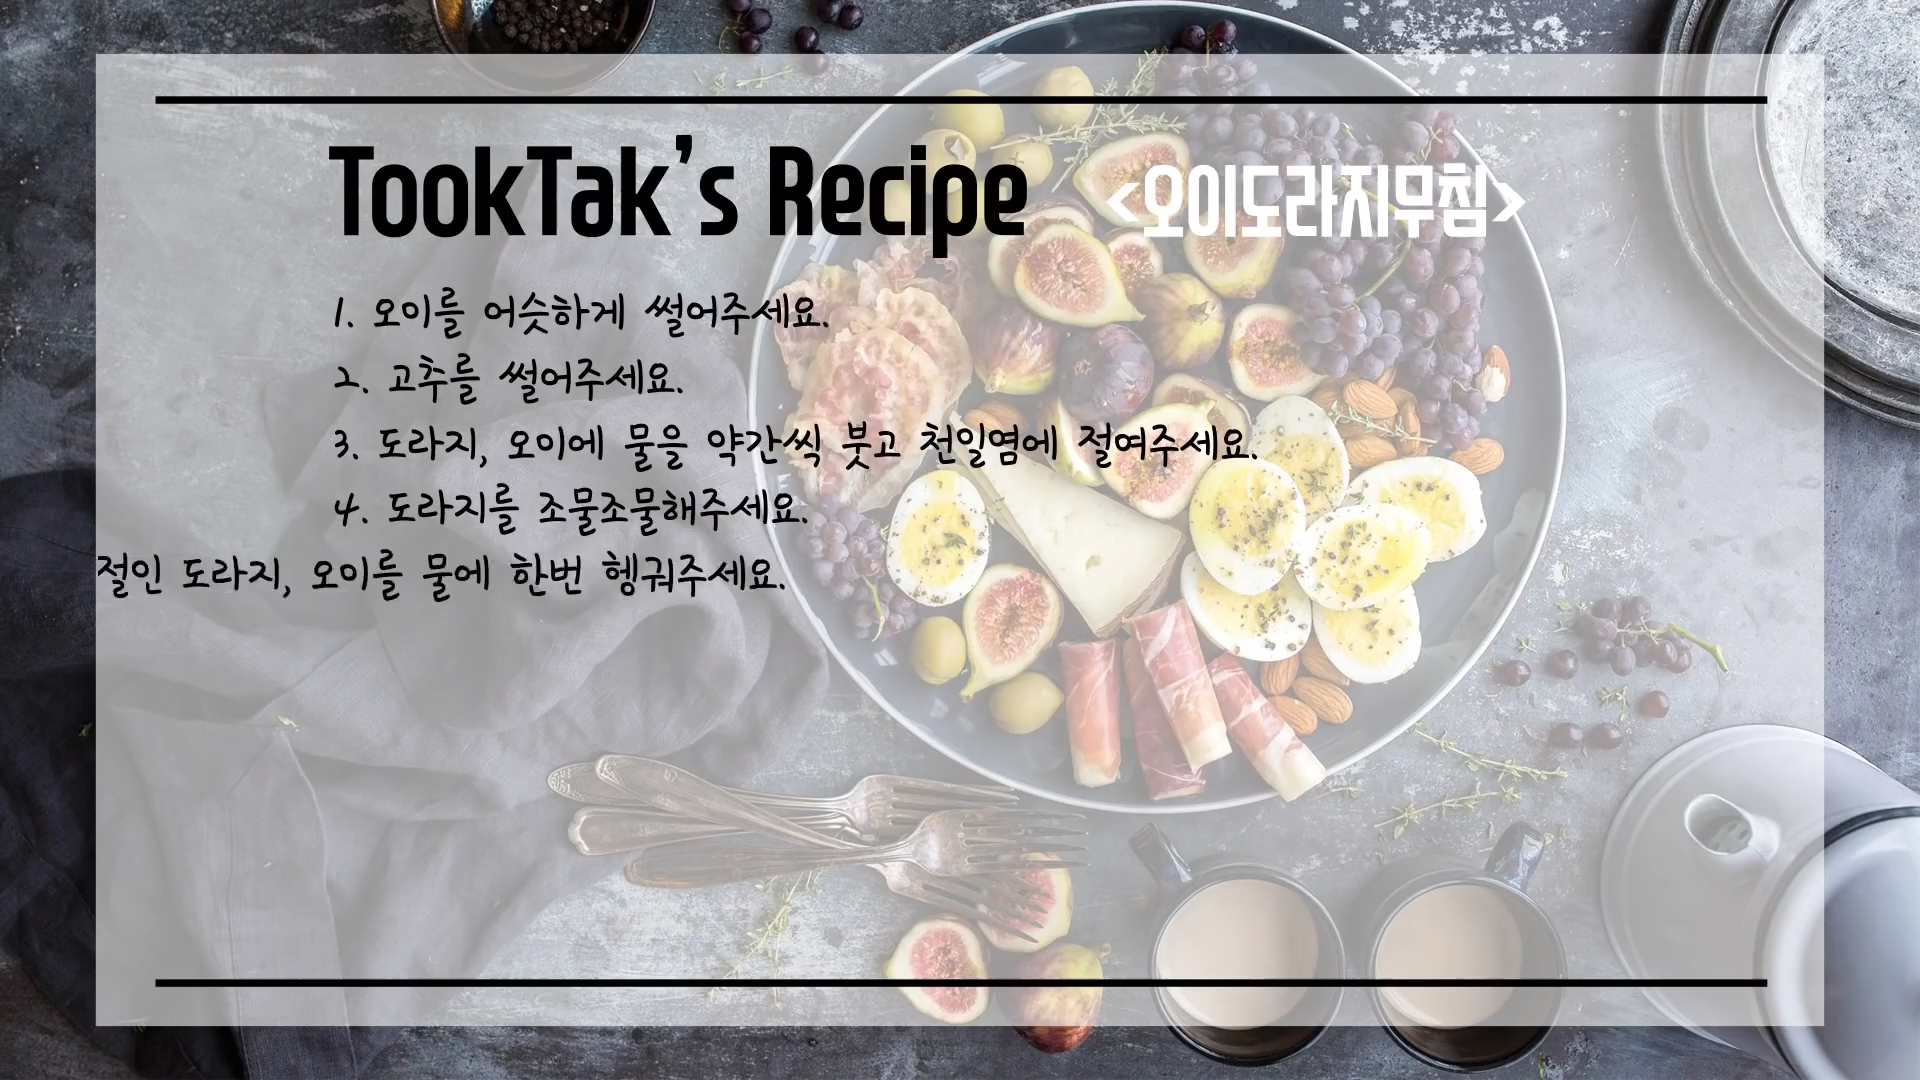 TookTak’s Recipe <오이도라지무침>
1. 오이를 어슷하게 썰어주세요.
2. 고추를 썰어주세요.
3. 도라지, 오이에 물을 약간씩 붓고 천일염에 절여주세요.
4. 도라지를 조물조물해주세요.
절인 도라지, 오이를 물에 한번 헹궈주세요.